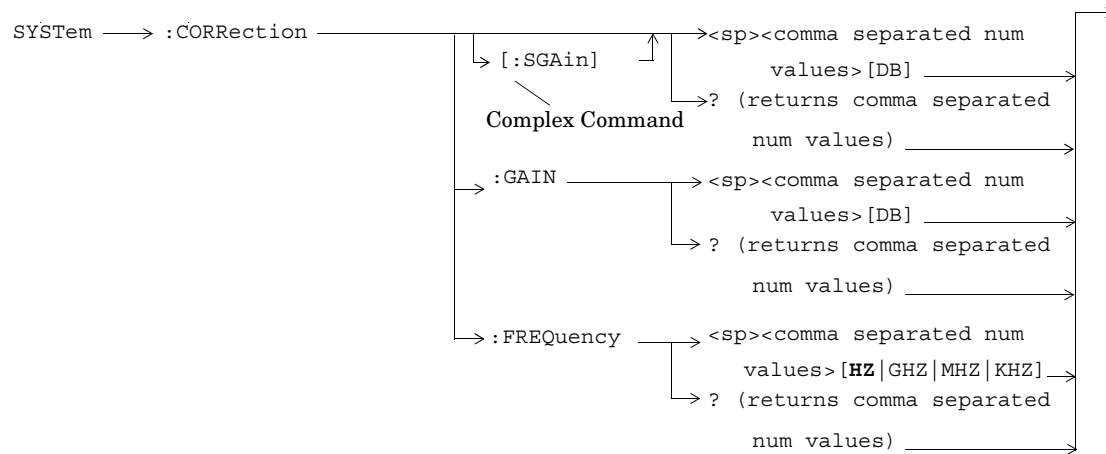 SYSTem :CORRection <sp><comma separated num
[:SGAin]
values>[DB]
? (returns comma separated
Complex Command
num values)
:GAIN <sp><comma separated num
values>[DB]
? (returns comma separated
num values)
:FREQuency <sp><comma separated num
values>[HZ|GHZ|MHZ|KHZ]
? (returns comma separated
num values)